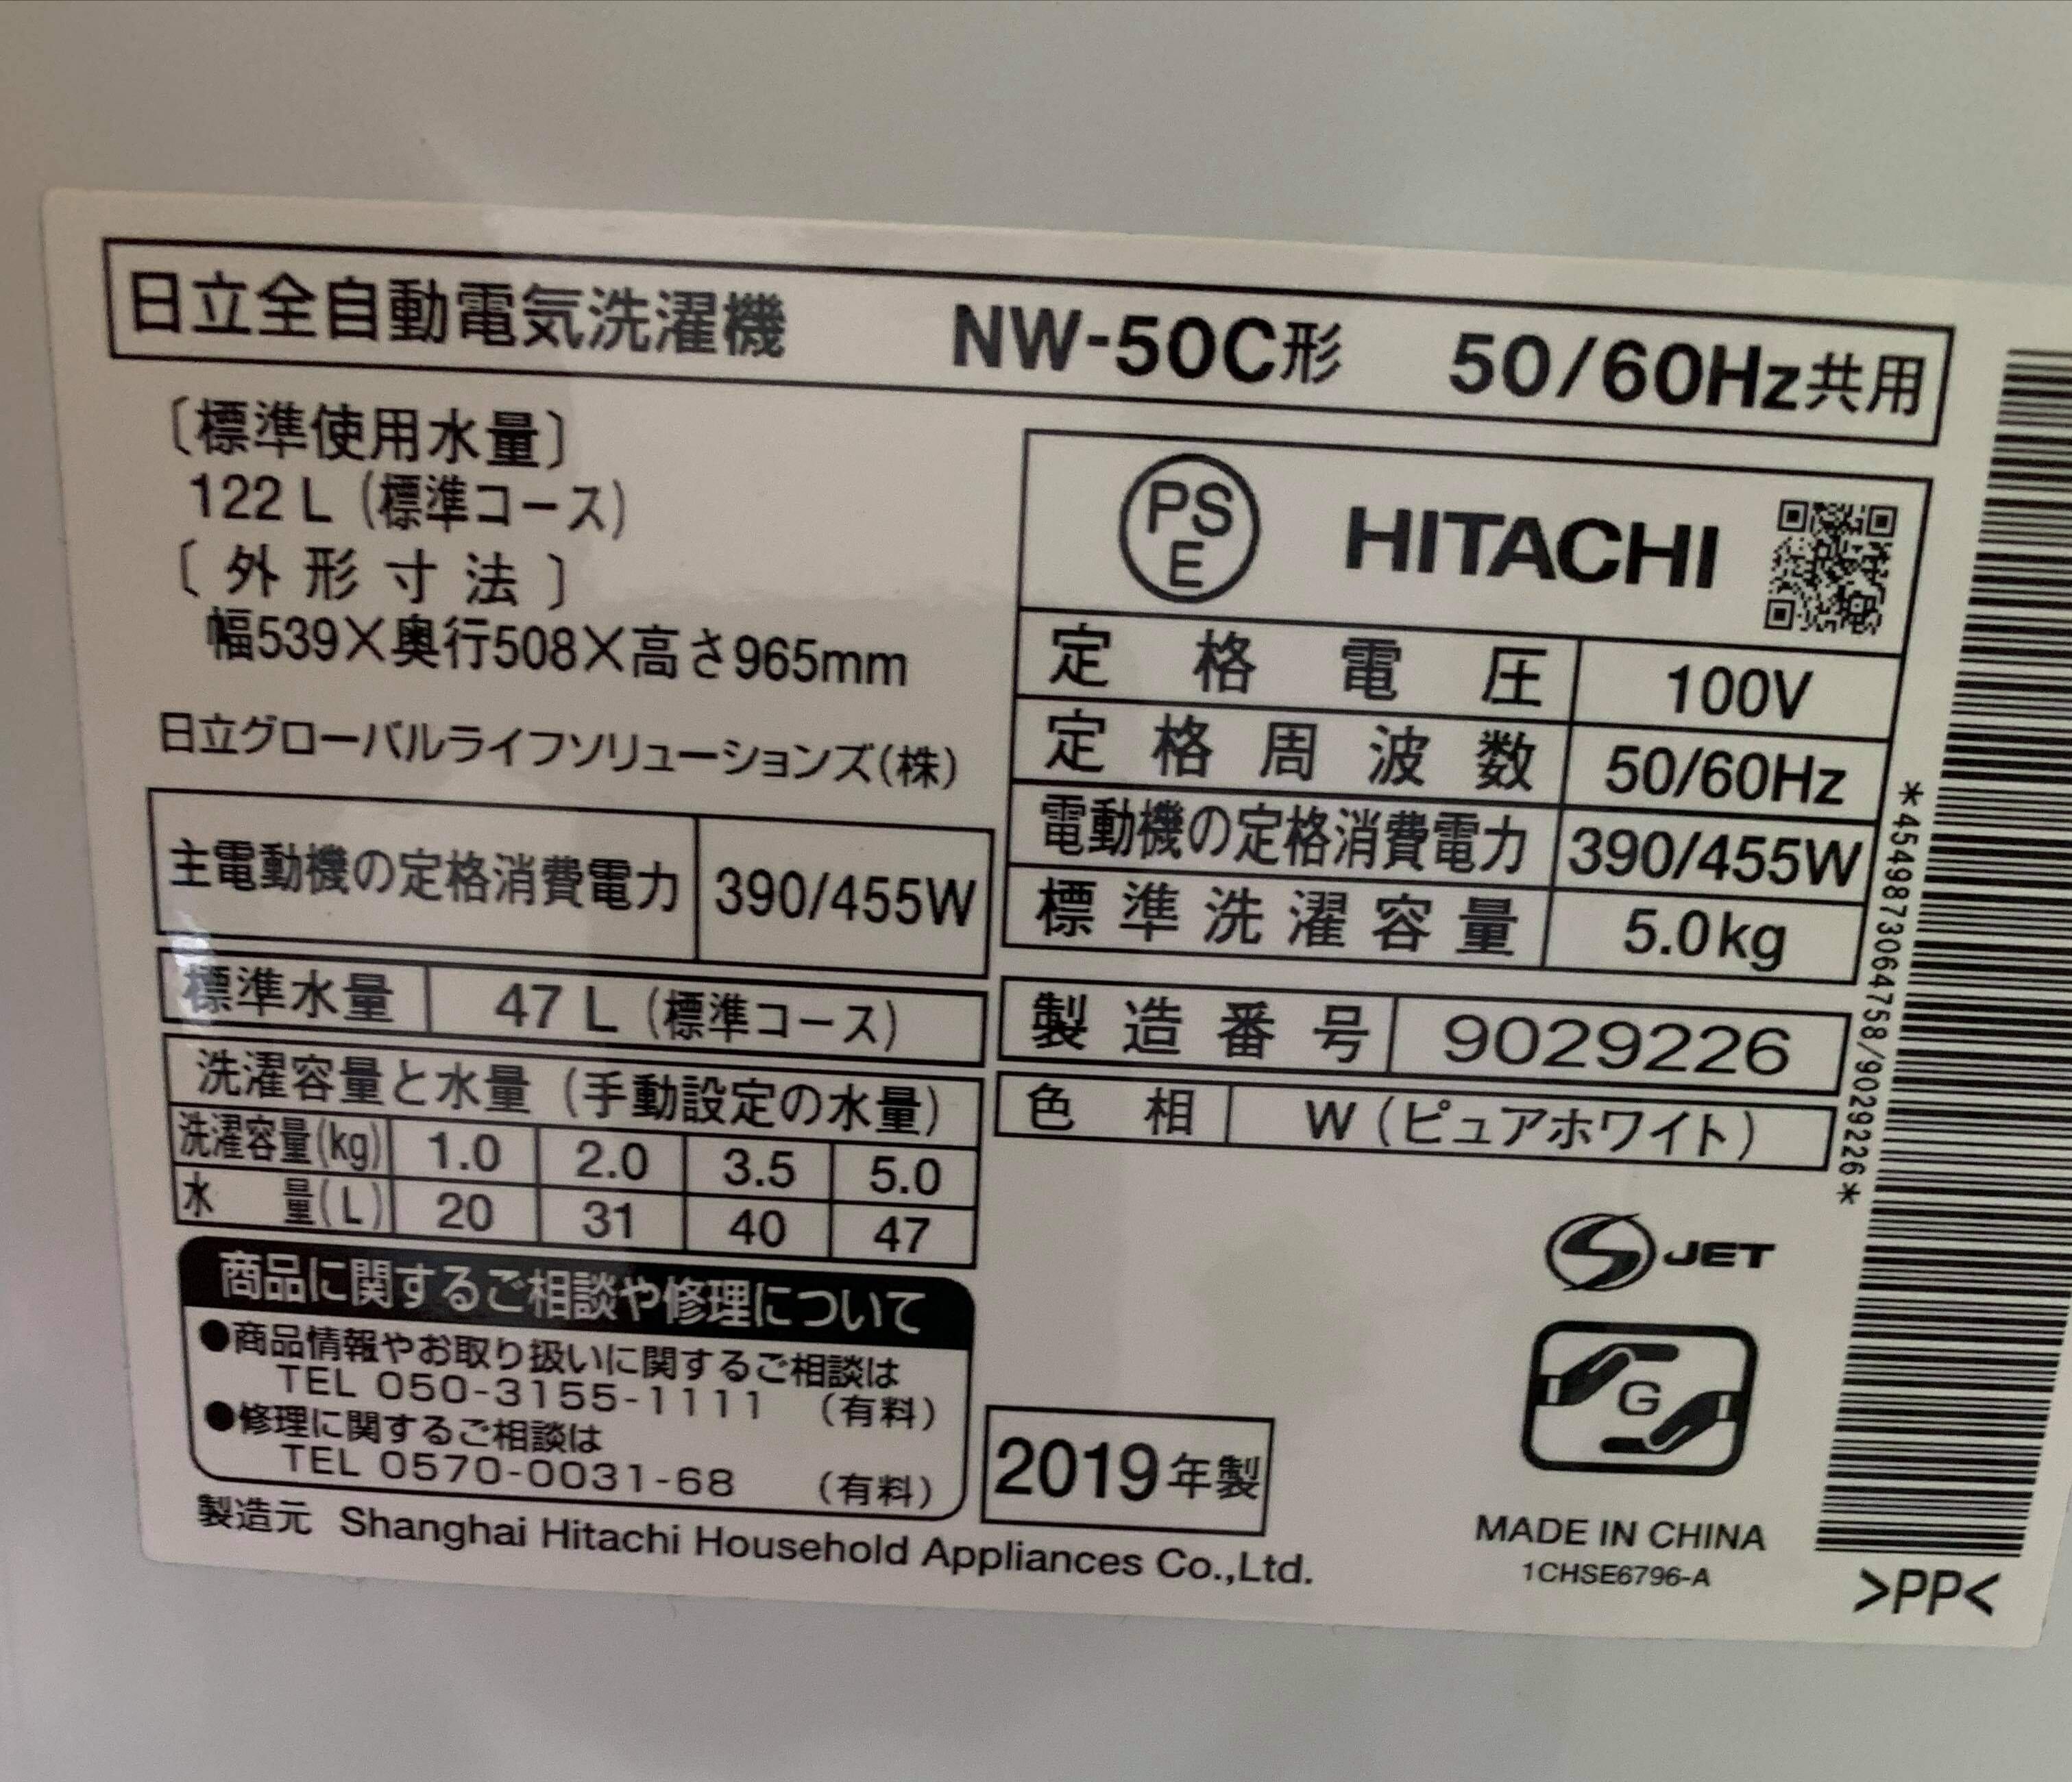 日立全自動電気洗濯機 NW-50C形 50/60Hz共用
〔標準使用水量〕
122 L (標準コース)
〔外形寸法〕
幅539×奥行508×高さ965mm
日立グローバルライフソリューションズ(株)
主電動機の定格消費電力 390/455W
標準水量 47 L (標準コース)
洗濯容量と水量 (手動設定の水量)
洗濯容量(kg) 1.0 2.0 3.5 5.0
水量(L) 20 31 40 47
商品に関するご相談や修理について
●商品情報やお取り扱いに関するご相談は
TEL 050-3155-1111 (有料)
●修理に関するご相談は
TEL 0570-0031-68 (有料)
製造元 Shanghai Hitachi Household Appliances Co.,Ltd.
PS
E
HITACHI
定格電圧 100V
定格周波数 50/60Hz
電動機の定格消費電力 390/455W
標準洗濯容量 5.0kg
製造番号 9029226
色相 W (ピュアホワイト)
S JET
G
2019年製
MADE IN CHINA
1CHSE6796-A
*4549873064758/9029226*
>PP<